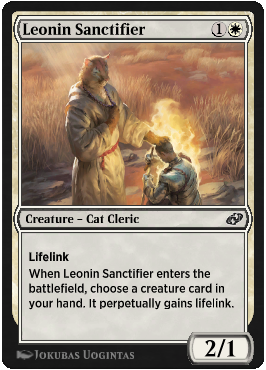 Leonin Sanctifier 1
Creature – Cat Cleric
Lifelink
When Leonin Sanctifier enters the
battlefield, choose a creature card in
your hand. It perpetually gains lifelink.
2/1
Jokubas Uogintas